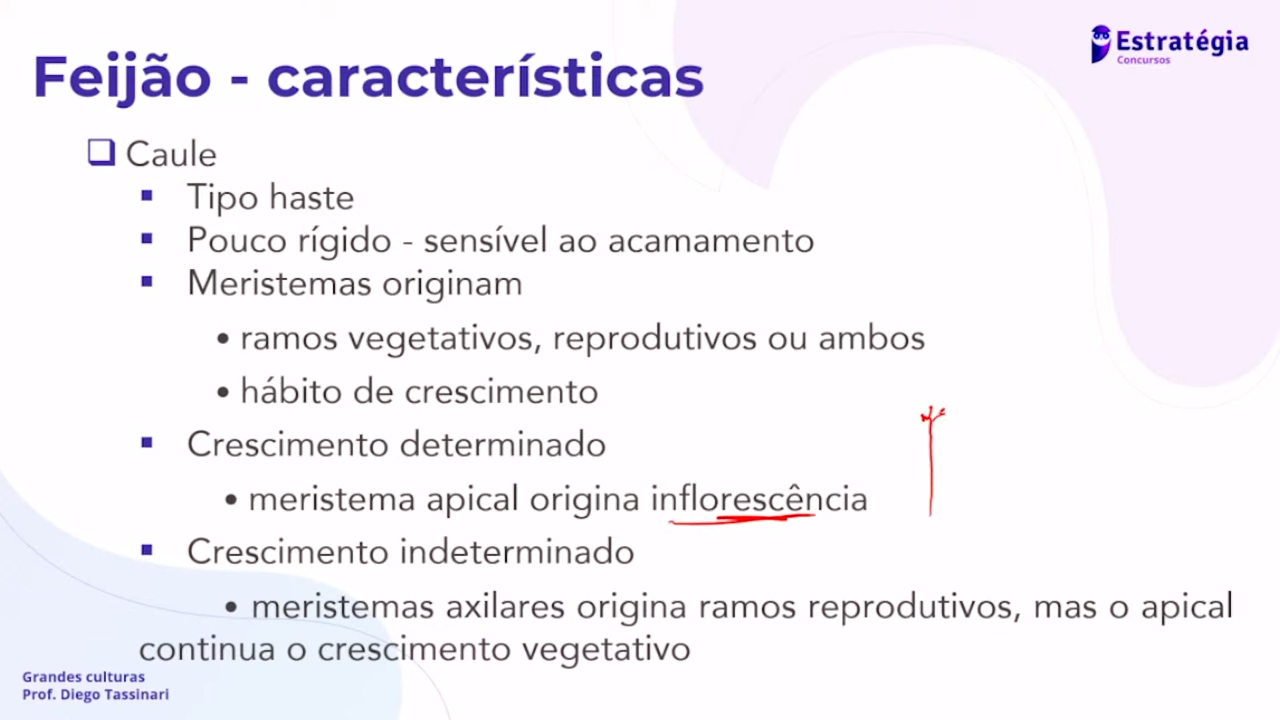 Estratégia
Concursos
Feijão - características
❑ Caule
▪ Tipo haste
▪ Pouco rígido - sensível ao acamamento
▪ Meristemas originam
• ramos vegetativos, reprodutivos ou ambos
• hábito de crescimento
▪ Crescimento determinado
• meristema apical origina inflorescência
▪ Crescimento indeterminado
• meristemas axilares origina ramos reprodutivos, mas o apical
continua o crescimento vegetativo
Grandes culturas
Prof. Diego Tassinari